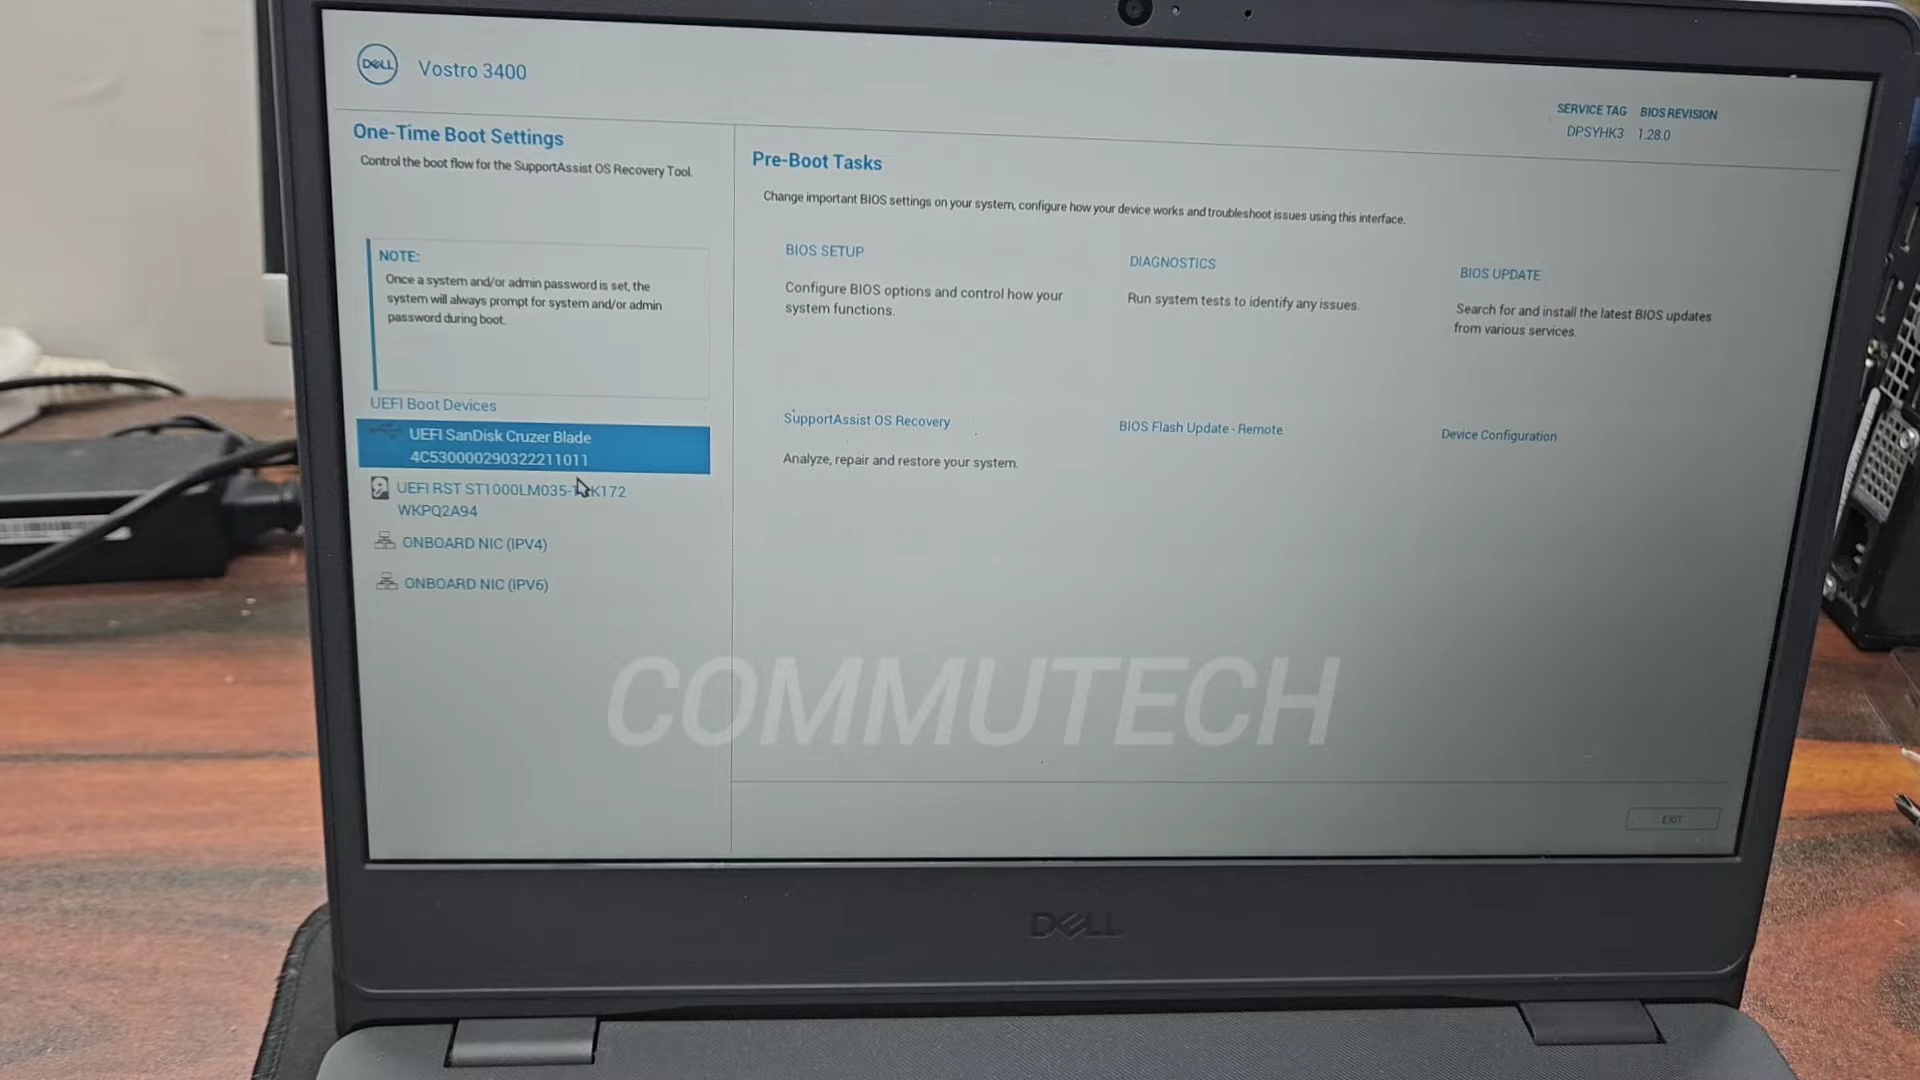 DELL
Vostro 3400
SERVICE TAG BIOS REVISION
DPSYHK3 1.28.0
One-Time Boot Settings
Control the boot flow for the SupportAssist OS Recovery Tool.
NOTE:
Once a system and/or admin password is set, the
system will always prompt for system and/or admin
password during boot.
UEFI Boot Devices
UEFI SanDisk Cruzer Blade
4C530000290322211011
UEFI RST ST1000LM035-
WKPQ2A94
ONBOARD NIC (IPV4)
ONBOARD NIC (IPV6)
Pre-Boot Tasks
Change important BIOS settings on your system, configure how your device works and troubleshoot issues using this interface.
BIOS SETUP
Configure BIOS options and control how your
system functions.
DIAGNOSTICS
Run system tests to identify any issues.
BIOS UPDATE
Search for and install the latest BIOS updates
from various services.
SupportAssist OS Recovery
Analyze, repair and restore your system.
BIOS Flash Update - Remote
Device Configuration
COMMUTECH
EXIT
DELL